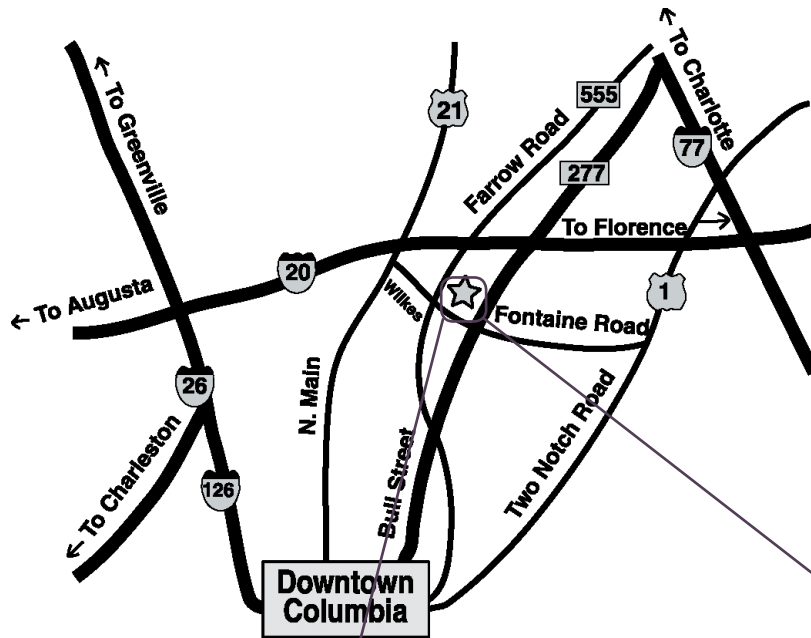 ← To Greenville
← To Charlotte
21
555
Farrow Road
77
277
To Florence →
20
1
← To Augusta
Wilkes
Fontaine Road
26
N. Main
Two Notch Road
← To Charleston
Bull Street
126
Downtown
Columbia